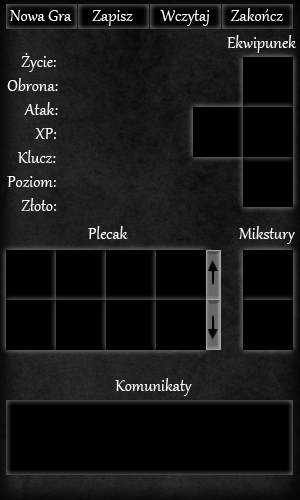 Nowa Gra Zapisz Wczytaj Zakończ
Ekwipunek
Życie:
Obrona:
Atak:
XP:
Klucz:
Poziom:
Złoto:
Plecak Mikstury
Komunikaty